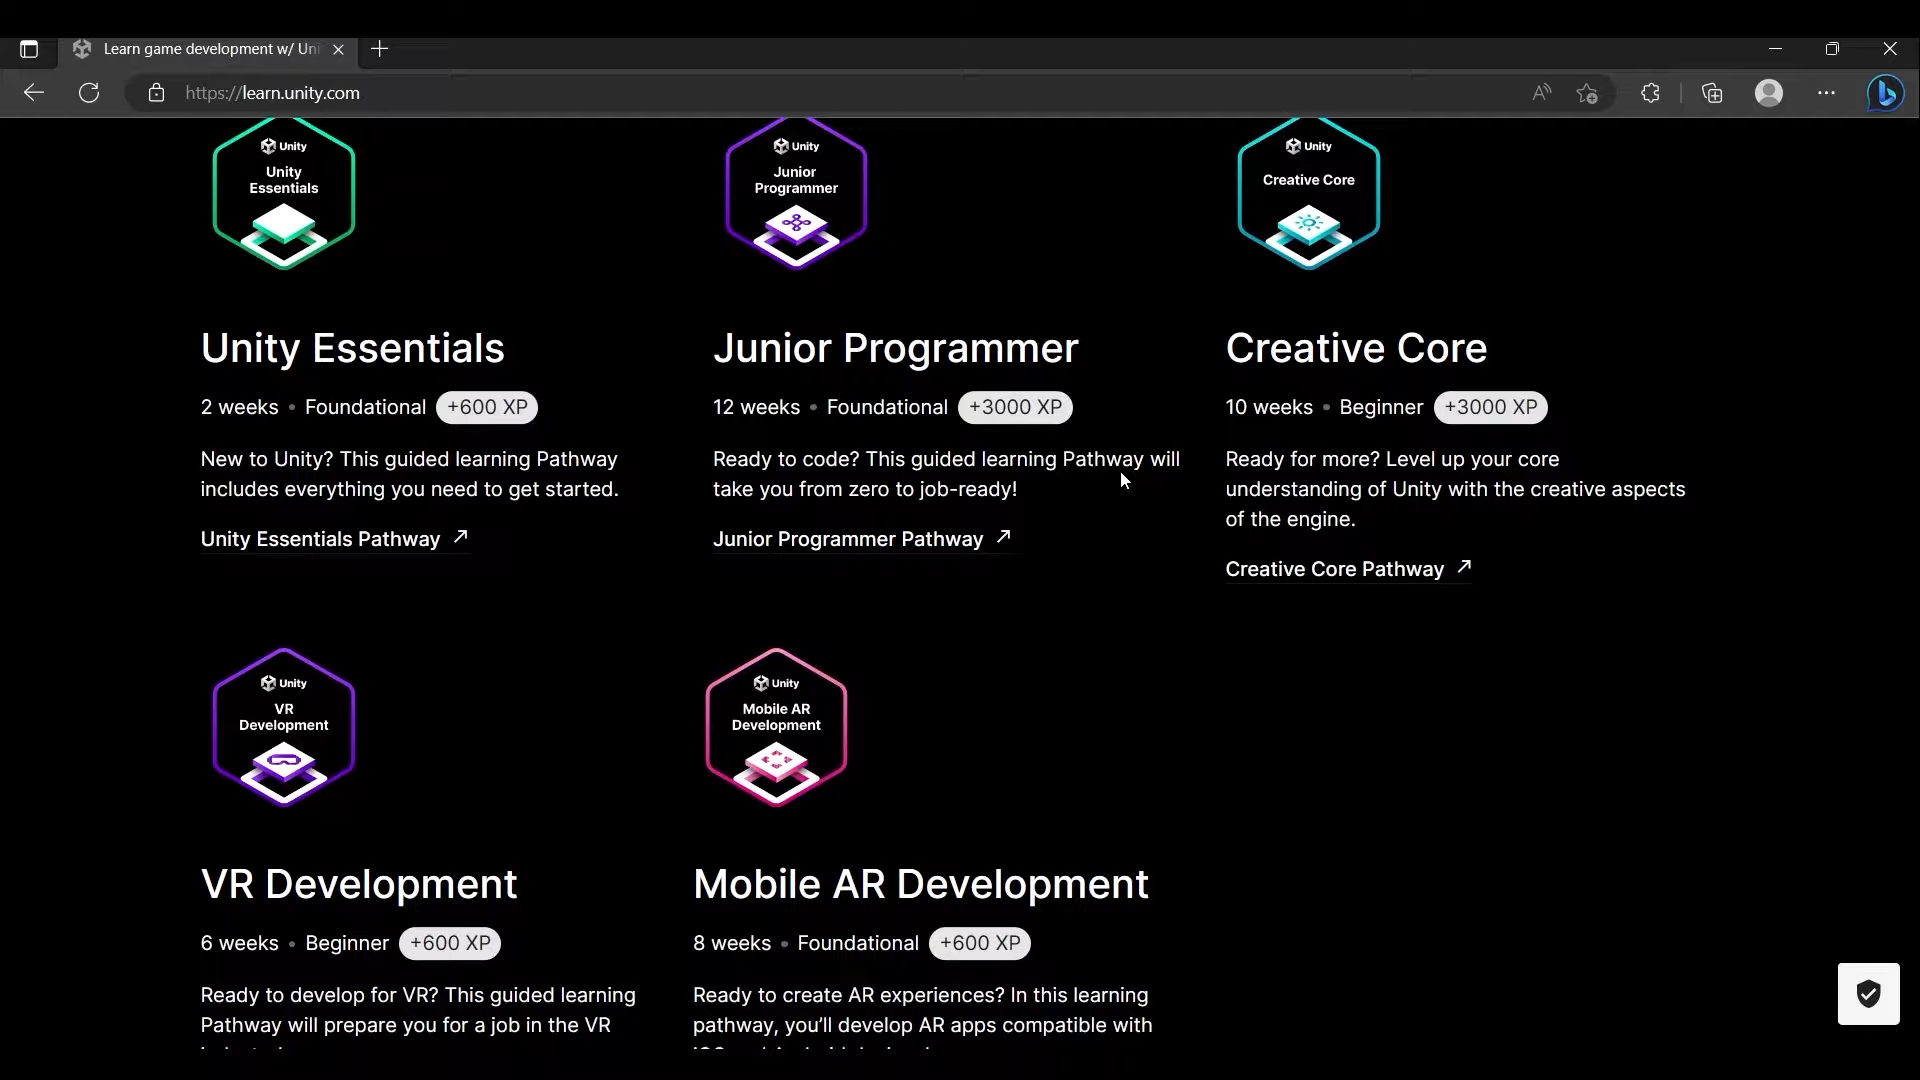 Learn game development w/ Uni
https://learn.unity.com
Unity
Unity
Essentials
Unity
Junior
Programmer
Unity
Creative Core
Unity Essentials
2 weeks • Foundational +600 XP
New to Unity? This guided learning Pathway
includes everything you need to get started.
Unity Essentials Pathway
Junior Programmer
12 weeks • Foundational +3000 XP
Ready to code? This guided learning Pathway will
take you from zero to job-ready!
Junior Programmer Pathway
Creative Core
10 weeks • Beginner +3000 XP
Ready for more? Level up your core
understanding of Unity with the creative aspects
of the engine.
Creative Core Pathway
Unity
VR
Development
Unity
Mobile AR
Development
VR Development
6 weeks • Beginner +600 XP
Ready to develop for VR? This guided learning
Pathway will prepare you for a job in the VR
Mobile AR Development
8 weeks • Foundational +600 XP
Ready to create AR experiences? In this learning
pathway, you'll develop AR apps compatible with